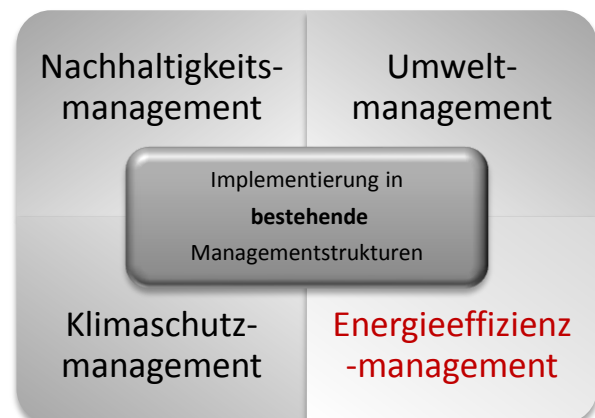 Nachhaltigkeits-
management
Umwelt-
management
Implementierung in
bestehende
Managementstrukturen
Klimaschutz-
management
Energieeffizienz
-management